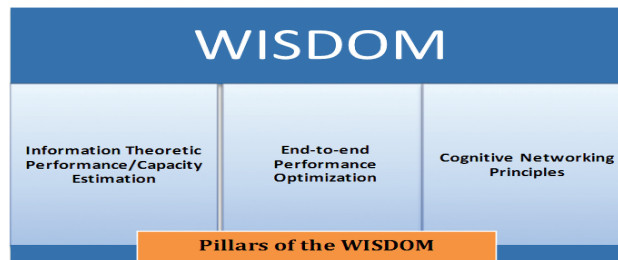 WISDOM
Information Theoretic
Performance/Capacity
Estimation
End-to-end
Performance
Optimization
Cognitive Networking
Principles
Pillars of the WISDOM